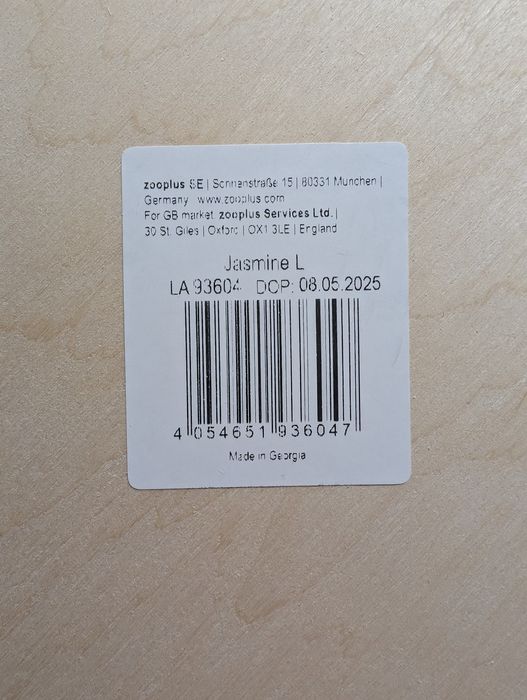 zooplus SE | Sonnenstraße 15 | 80331 München |
Germany www.zooplus.com
For GB market: zooplus Services Ltd. |
30 St. Giles | Oxford | OX1 3LE | England
Jasmine L
LA 93604 DOP: 08.05.2025
4 054651 936047
Made in Georgia